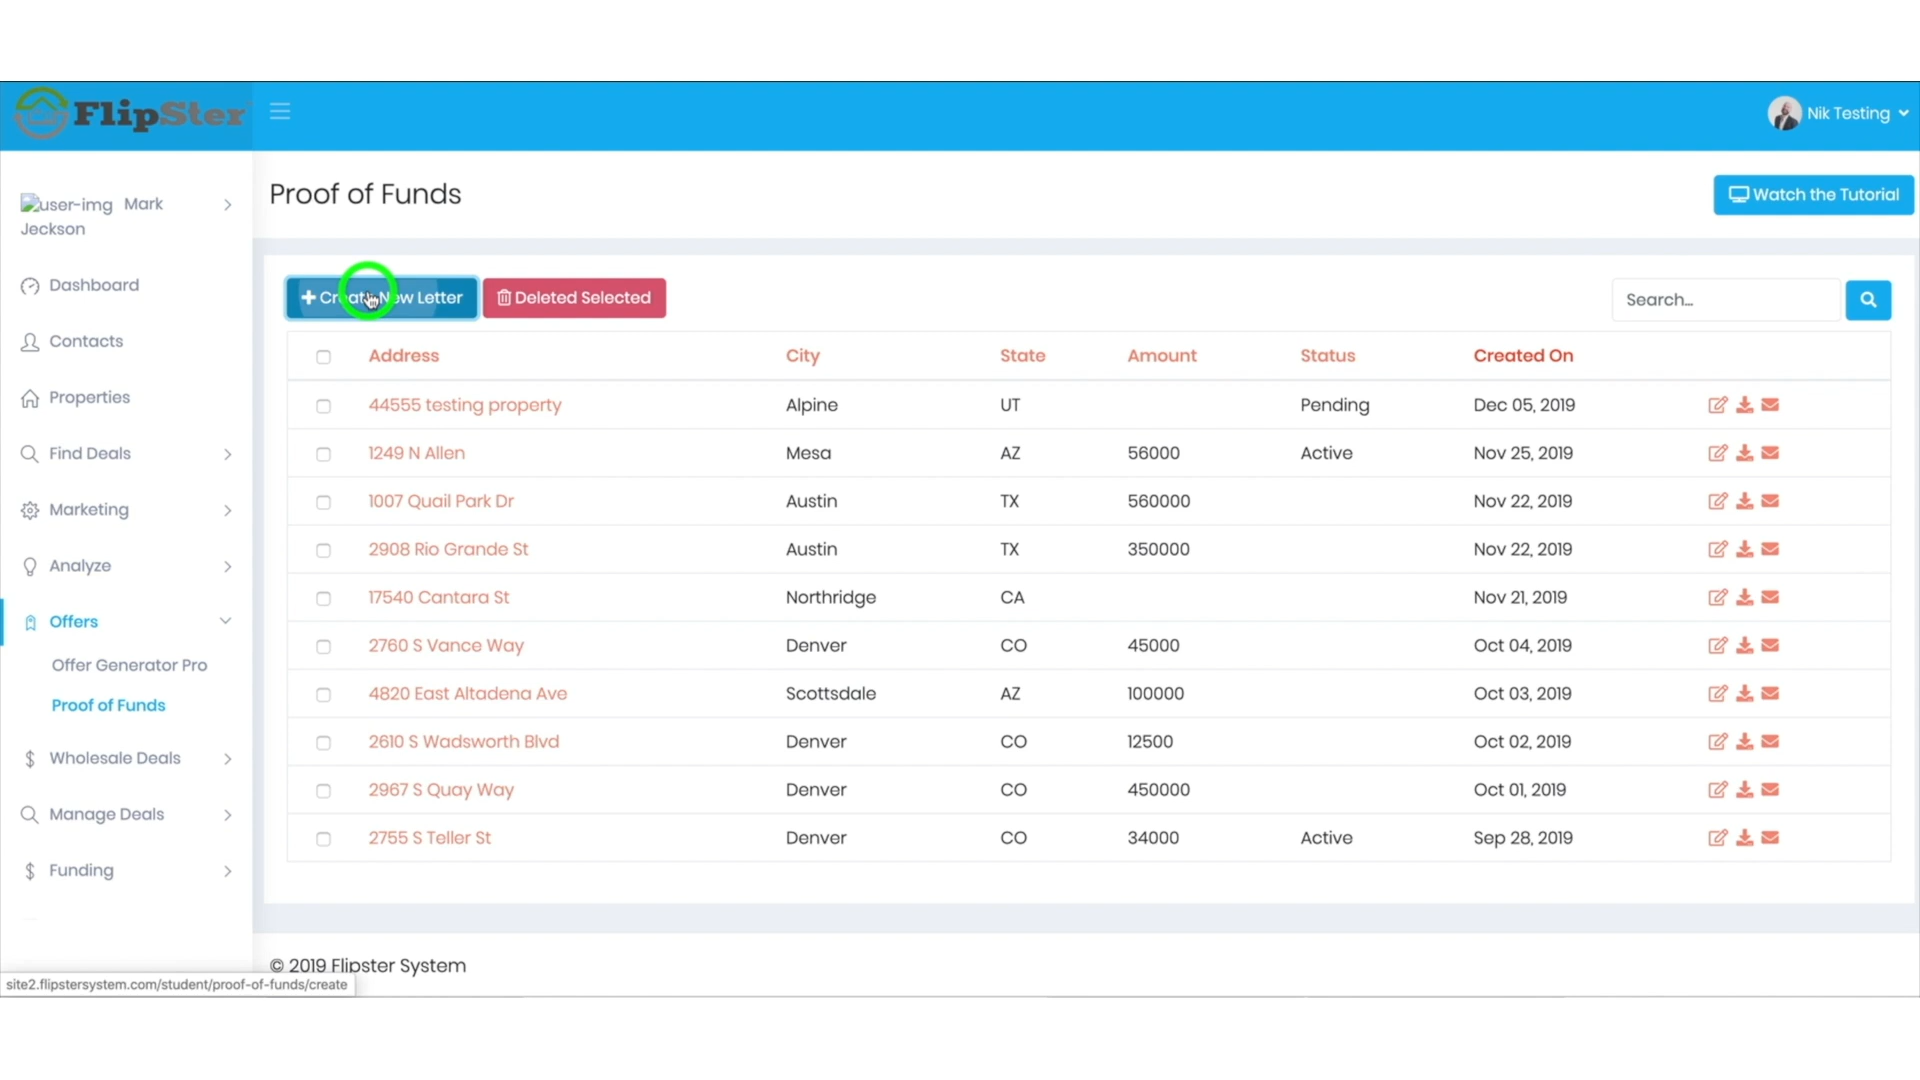 FlipSter
Nik Testing
user-img Mark
Jeckson
Proof of Funds
Watch the Tutorial
Dashboard
Contacts
Properties
Find Deals
Marketing
Analyze
Offers
Offer Generator Pro
Proof of Funds
Wholesale Deals
Manage Deals
Funding
+ Create New Letter
Deleted Selected
Search...
Address City State Amount Status Created On
44555 testing property Alpine UT Pending Dec 05, 2019
1249 N Allen Mesa AZ 56000 Active Nov 25, 2019
1007 Quail Park Dr Austin TX 560000 Nov 22, 2019
2908 Rio Grande St Austin TX 350000 Nov 22, 2019
17540 Cantara St Northridge CA Nov 21, 2019
2760 S Vance Way Denver CO 45000 Oct 04, 2019
4820 East Altadena Ave Scottsdale AZ 100000 Oct 03, 2019
2610 S Wadsworth Blvd Denver CO 12500 Oct 02, 2019
2967 S Quay Way Denver CO 450000 Oct 01, 2019
2755 S Teller St Denver CO 34000 Active Sep 28, 2019
© 2019 Flipster System
site2.flipstersystem.com/student/proof-of-funds/create